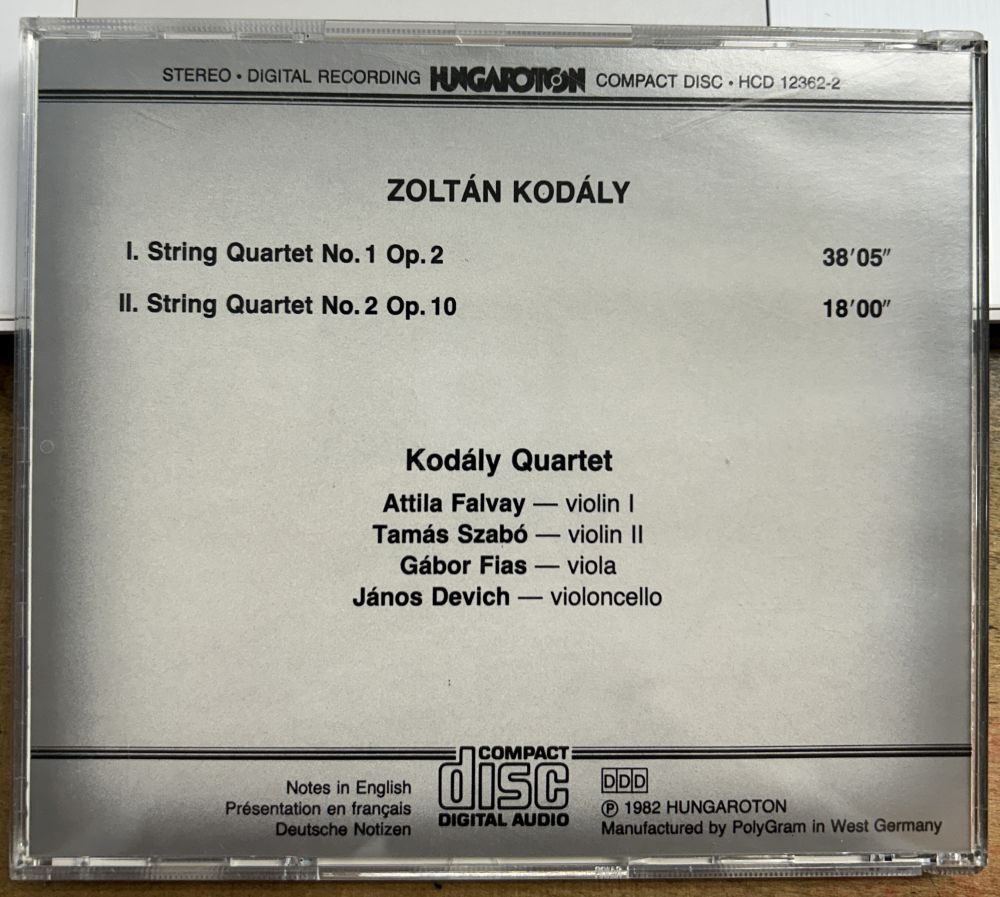 STEREO • DIGITAL RECORDING HUNGAROTON COMPACT DISC • HCD 12362-2
ZOLTÁN KODÁLY
I. String Quartet No. 1 Op. 2 38′05″
II. String Quartet No. 2 Op. 10 18′00″
Kodály Quartet
Attila Falvay — violin I
Tamás Szabó — violin II
Gábor Fias — viola
János Devich — violoncello
Notes in English
Présentation en français
Deutsche Notizen
COMPACT
disc
DIGITAL AUDIO
DDD
℗ 1982 HUNGAROTON
Manufactured by PolyGram in West Germany